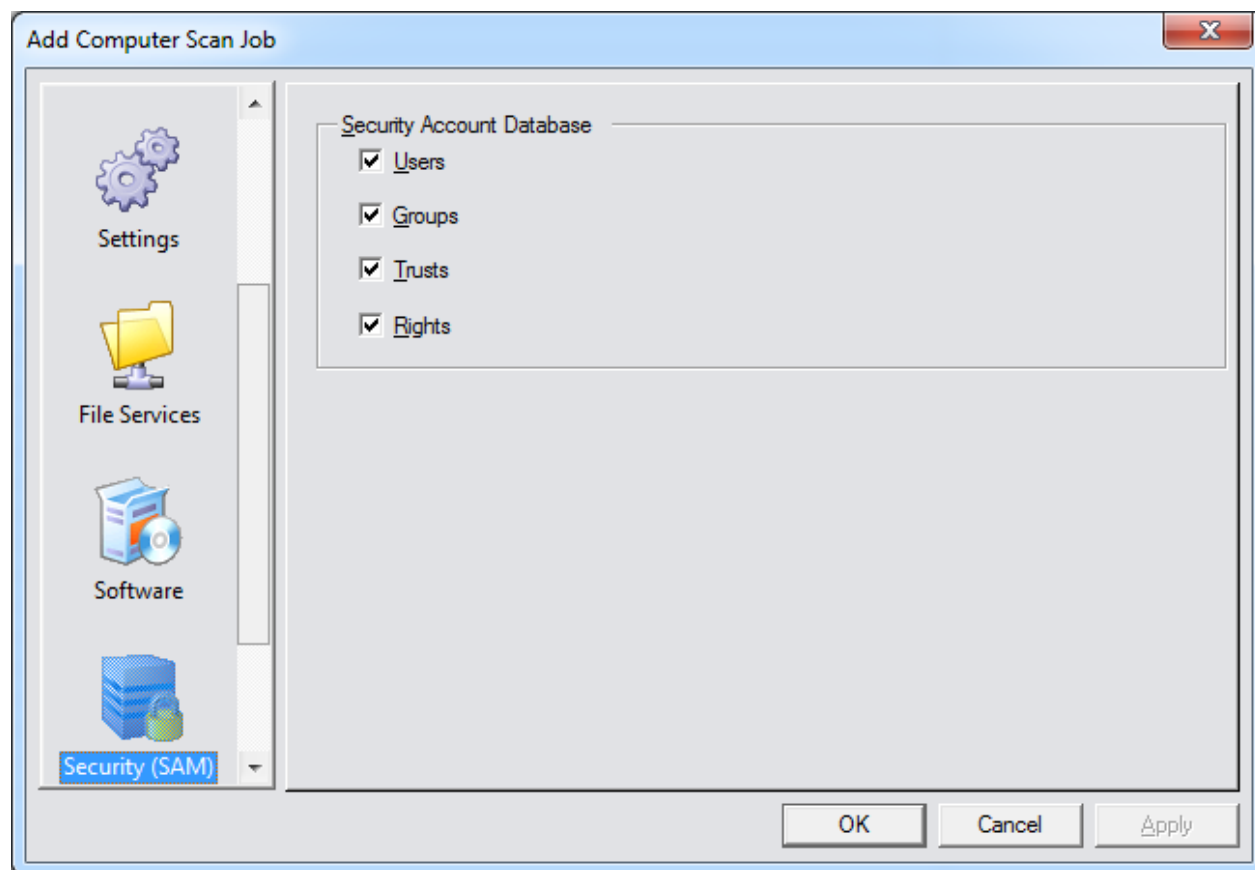 Add Computer Scan Job
Settings
File Services
Software
Security (SAM)
Security Account Database
Users
Groups
Trusts
Rights
OK
Cancel
Apply